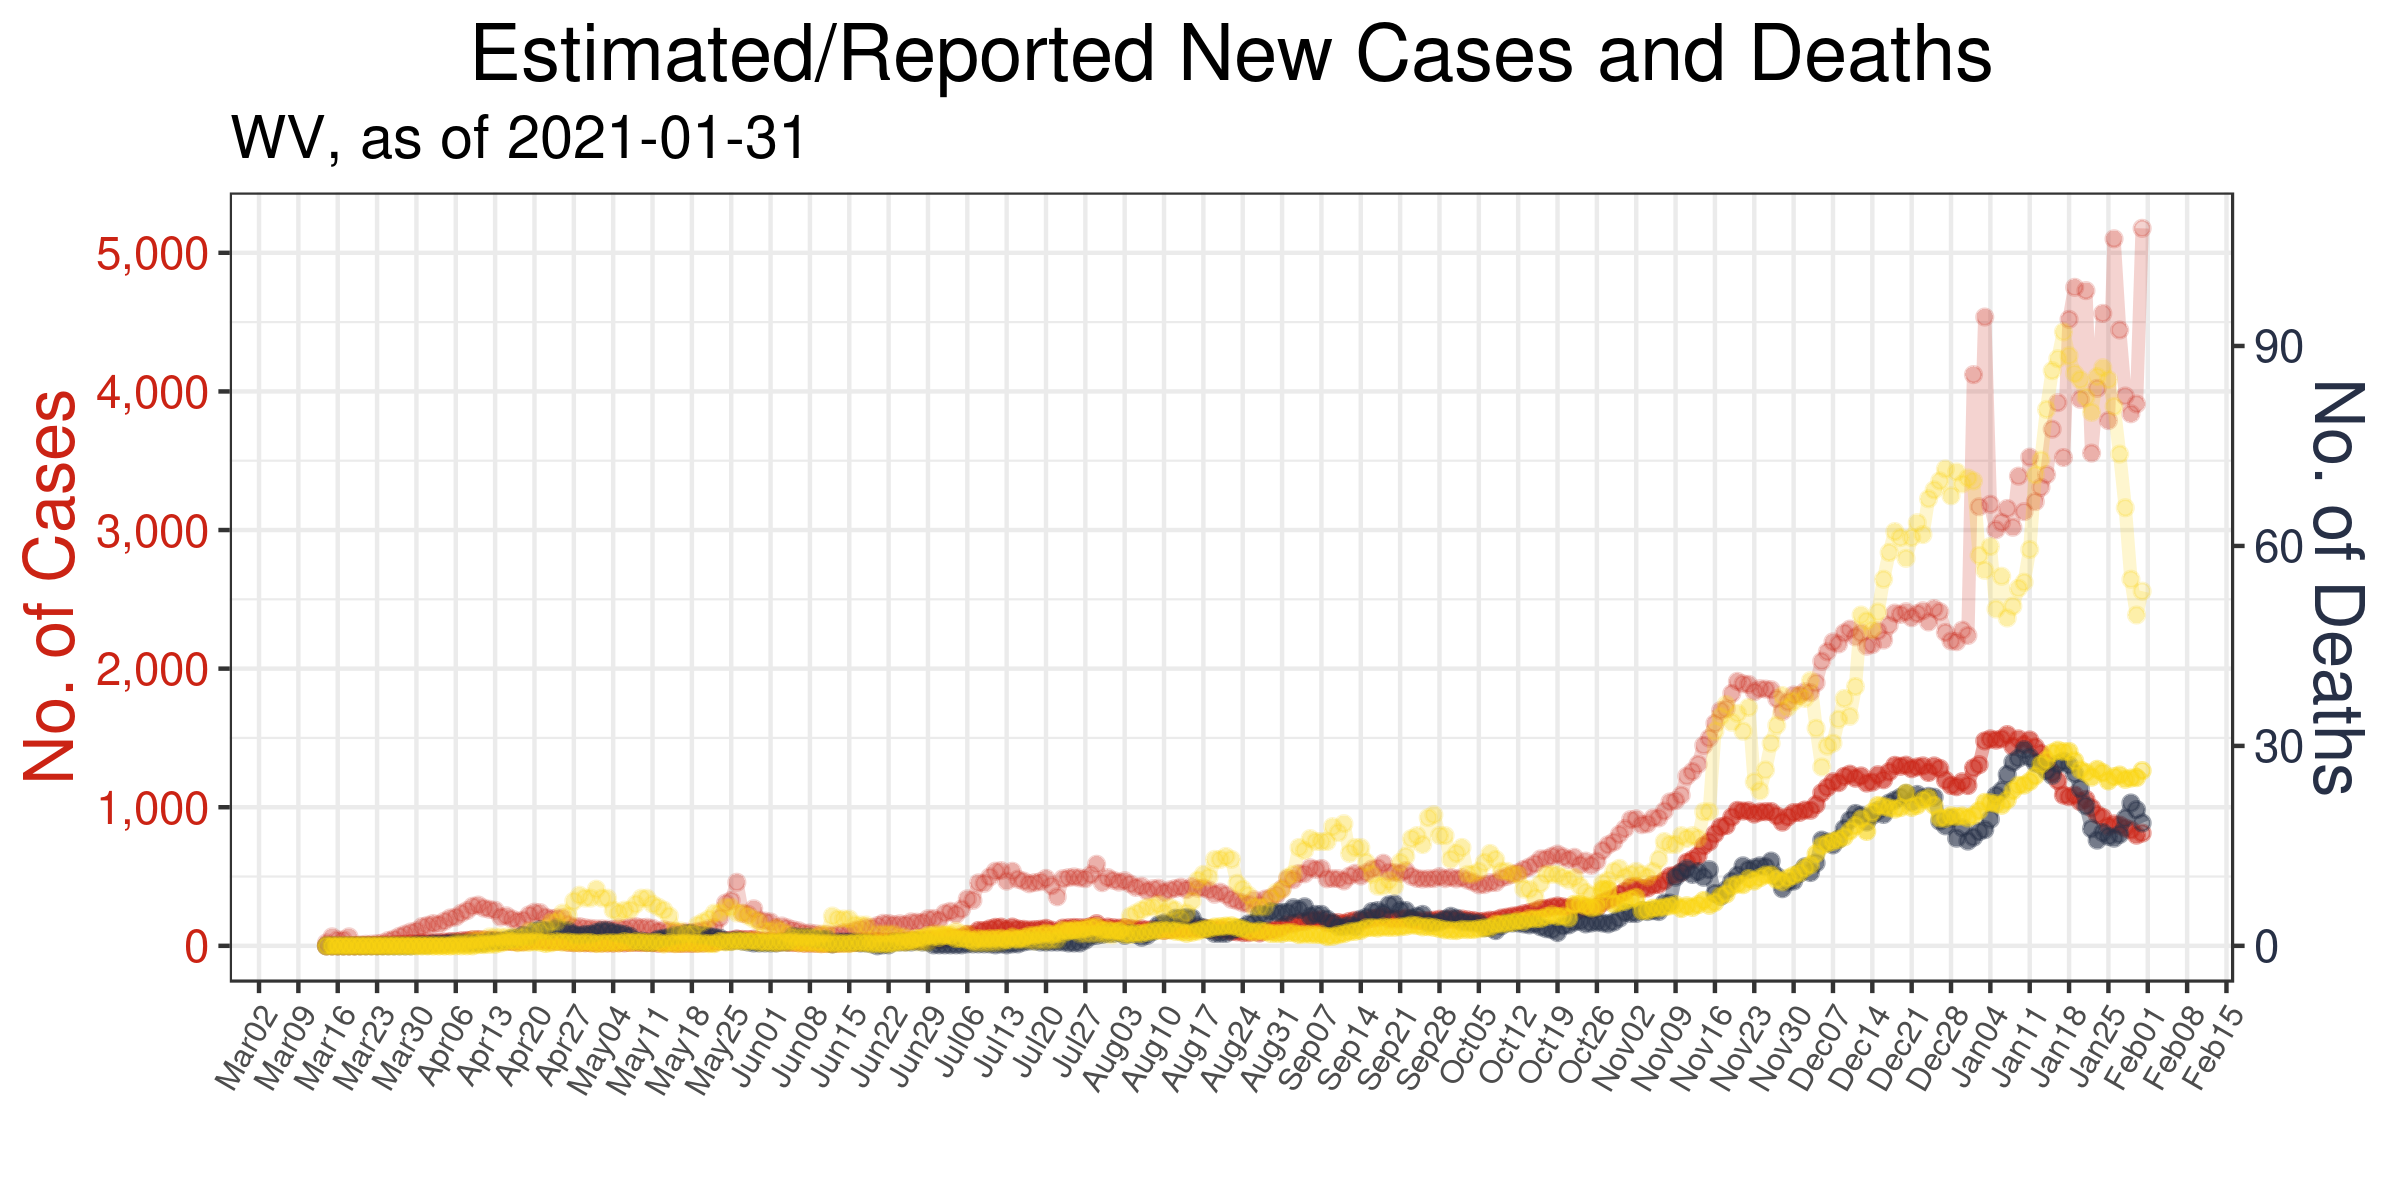 Estimated/Reported New Cases and Deaths
WV, as of 2021-01-31
No. of Cases
5,000
4,000
3,000
2,000
1,000
0
90
60
30
0
No. of Deaths
Mar02
Mar09
Mar16
Mar23
Mar30
Apr06
Apr13
Apr20
Apr27
May04
May11
May18
May25
Jun01
Jun08
Jun15
Jun22
Jun29
Jul06
Jul13
Jul20
Jul27
Aug03
Aug10
Aug17
Aug24
Aug31
Sep07
Sep14
Sep21
Sep28
Oct05
Oct12
Oct19
Oct26
Nov02
Nov09
Nov16
Nov23
Nov30
Dec07
Dec14
Dec21
Dec28
Jan04
Jan11
Jan18
Jan25
Feb01
Feb08
Feb15